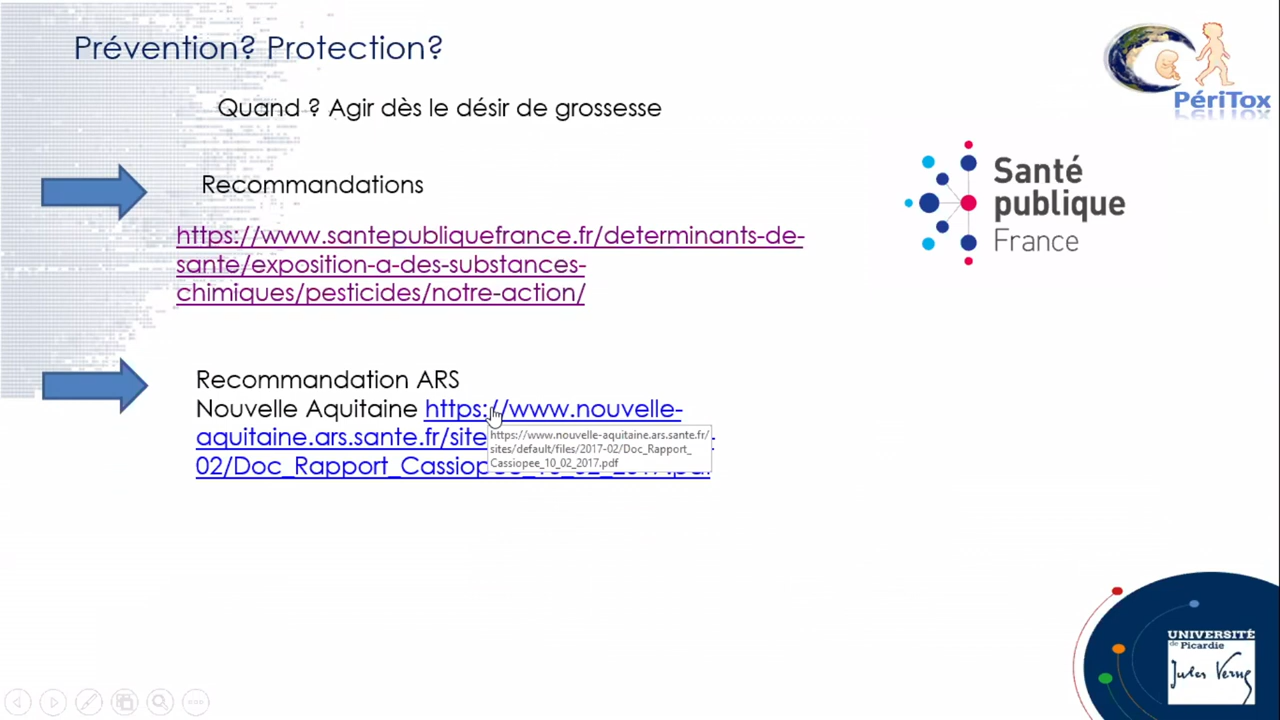 Prévention? Protection?
Quand ? Agir dès le désir de grossesse
PériTox
Recommandations
Santé
publique
France
https://www.santepubliquefrance.fr/determinants-de-
sante/exposition-a-des-substances-
chimiques/pesticides/notre-action/
Recommandation ARS
Nouvelle Aquitaine https://www.nouvelle-
aquitaine.ars.sante.fr/site
02/Doc_Rapport_Cassiopee_10_02_2017.pdf
https://www.nouvelle-aquitaine.ars.sante.fr/
sites/default/files/2017-02/Doc_Rapport_
Cassiopee_10_02_2017.pdf
UNIVERSITÉ
de Picardie
Jules Verne